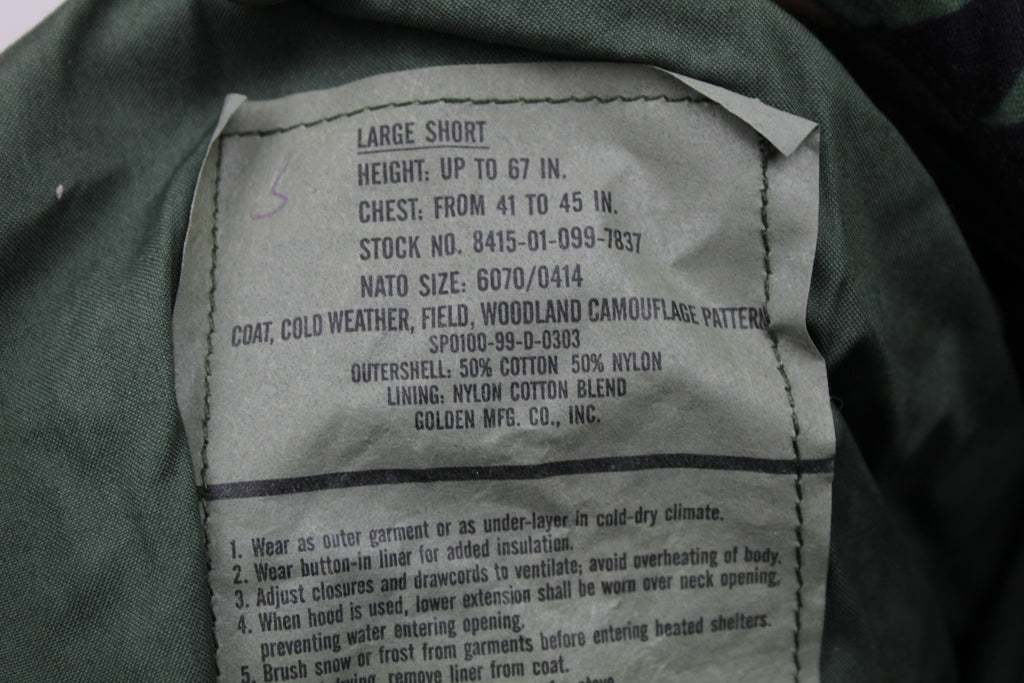 LARGE SHORT
HEIGHT: UP TO 67 IN.
CHEST: FROM 41 TO 45 IN.
STOCK NO. 8415-01-099-7837
NATO SIZE: 6070/0414
COAT, COLD WEATHER, FIELD, WOODLAND CAMOUFLAGE PATTERN
SP0100-99-D-0303
OUTERSHELL: 50% COTTON 50% NYLON
LINING: NYLON COTTON BLEND
GOLDEN MFG. CO., INC.
1. Wear as outer garment or as under-layer in cold-dry climate.
2. Wear button-in liner for added insulation.
3. Adjust closures and drawcords to ventilate; avoid overheating of body.
4. When hood is used, lower extension shall be worn over neck opening,
preventing water entering opening.
5. Brush snow or frost from garments before entering heated shelters.
drying, remove liner from coat.